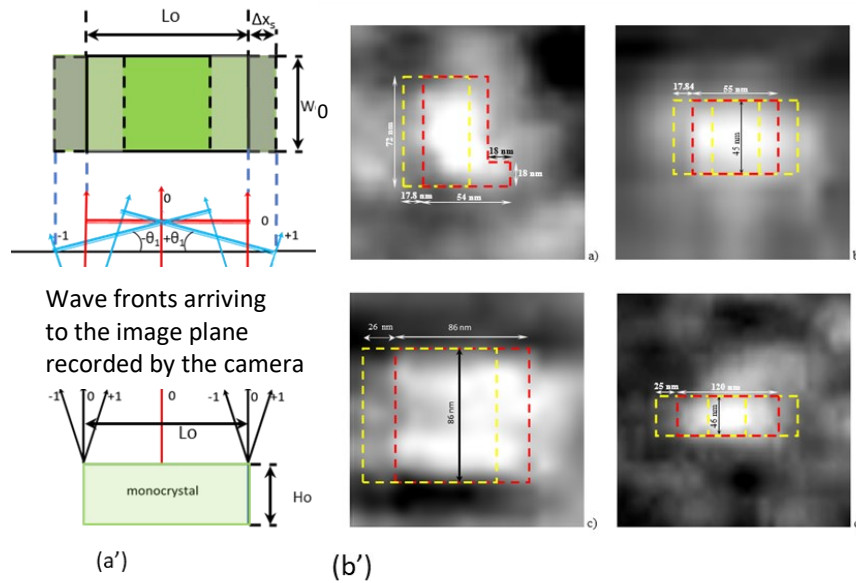 Lo
Δxs
W0
0
0
-1
-θ1
+θ1
+1
Wave fronts arriving
to the image plane
recorded by the camera
-1
0
+1
0
-1
0
+1
Lo
monocrystal
Ho
(a')
72 nm
18 nm
18 nm
17.8 nm
54 nm
a)
17.84
55 nm
45 nm
b
26 nm
86 nm
86 nm
c)
25 nm
120 nm
46 nm
(b')